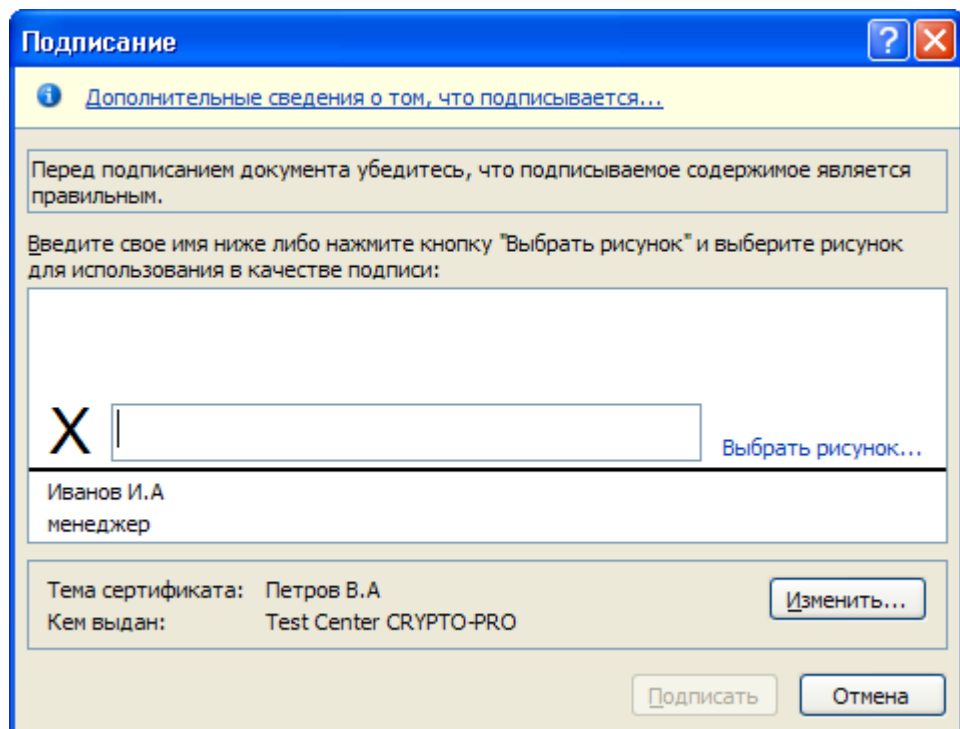 Подписание
Дополнительные сведения о том, что подписывается...
Перед подписанием документа убедитесь, что подписываемое содержимое является
правильным.
Введите свое имя ниже либо нажмите кнопку "Выбрать рисунок" и выберите рисунок
для использования в качестве подписи:
X
Выбрать рисунок...
Иванов И.А
менеджер
Тема сертификата: Петров В.А
Изменить...
Кем выдан: Test Center CRYPTO-PRO
Подписать Отмена